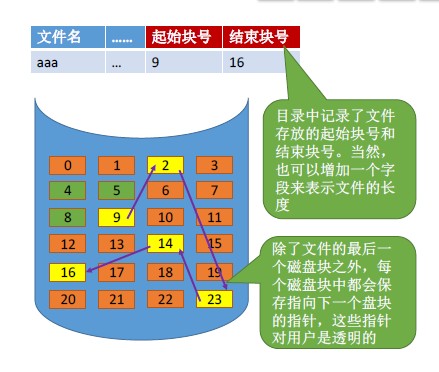 文件名 …… 起始块号 结束块号
aaa … 9 16
目录中记录了文件
存放的起始块号和
结束块号。当然，
也可以增加一个字
段来表示文件的长
度
0 1 2 3
4 5 6 7
8 9 10 11
12 13 14 15
16 17 18 19
20 21 22 23
除了文件的最后一
个磁盘块之外，每
个磁盘块中都会保
存指向下一个盘块
的指针，这些指针
对用户是透明的